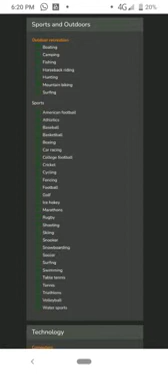 6:20 PM
4G
20%
Sports and Outdoors
Outdoor recreation
Boating
Camping
Fishing
Horseback riding
Hunting
Mountain biking
Surfing
Sports
American football
Athletics
Baseball
Basketball
Boxing
Car racing
College football
Cricket
Cycling
Fencing
Football
Golf
Ice hokey
Marathons
Rugby
Shooting
Skiing
Snooker
Snowboarding
Soccer
Surfing
Swimming
Table tennis
Tennis
Triathlons
Volleyball
Water sports
Technology